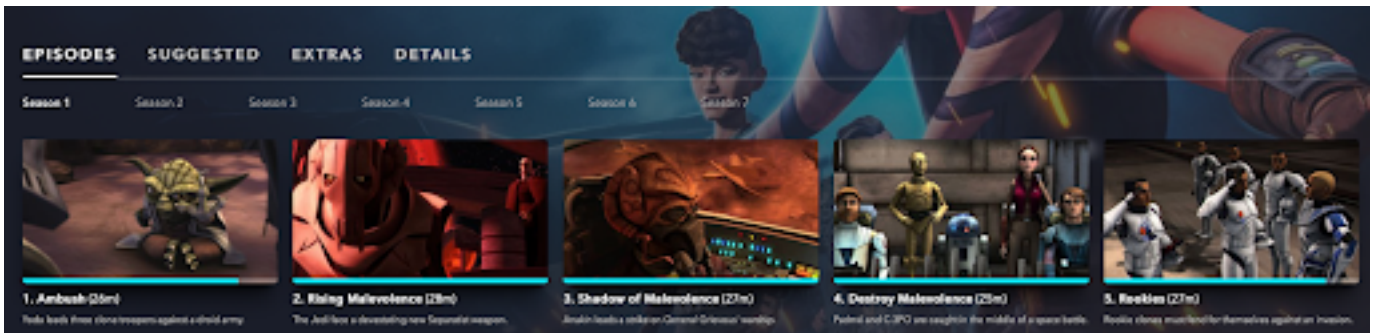 EPISODES SUGGESTED EXTRAS DETAILS
Season 1 Season 2 Season 3 Season 4 Season 5 Season 6 Season 7
1. Ambush (26m) 2. Rising Malevolence (28m) 3. Shadow of Malevolence (27m) 4. Destroy Malevolence (25m) 5. Rookies (27m)
Yoda leads three clone troopers against a droid army. The Jedi face a devastating new Separatist weapon. Anakin leads a strike on General Grievous' warship. Padmé and C-3PO are caught in the middle of a space battle. Rookie clones must fend for themselves against an invasion.